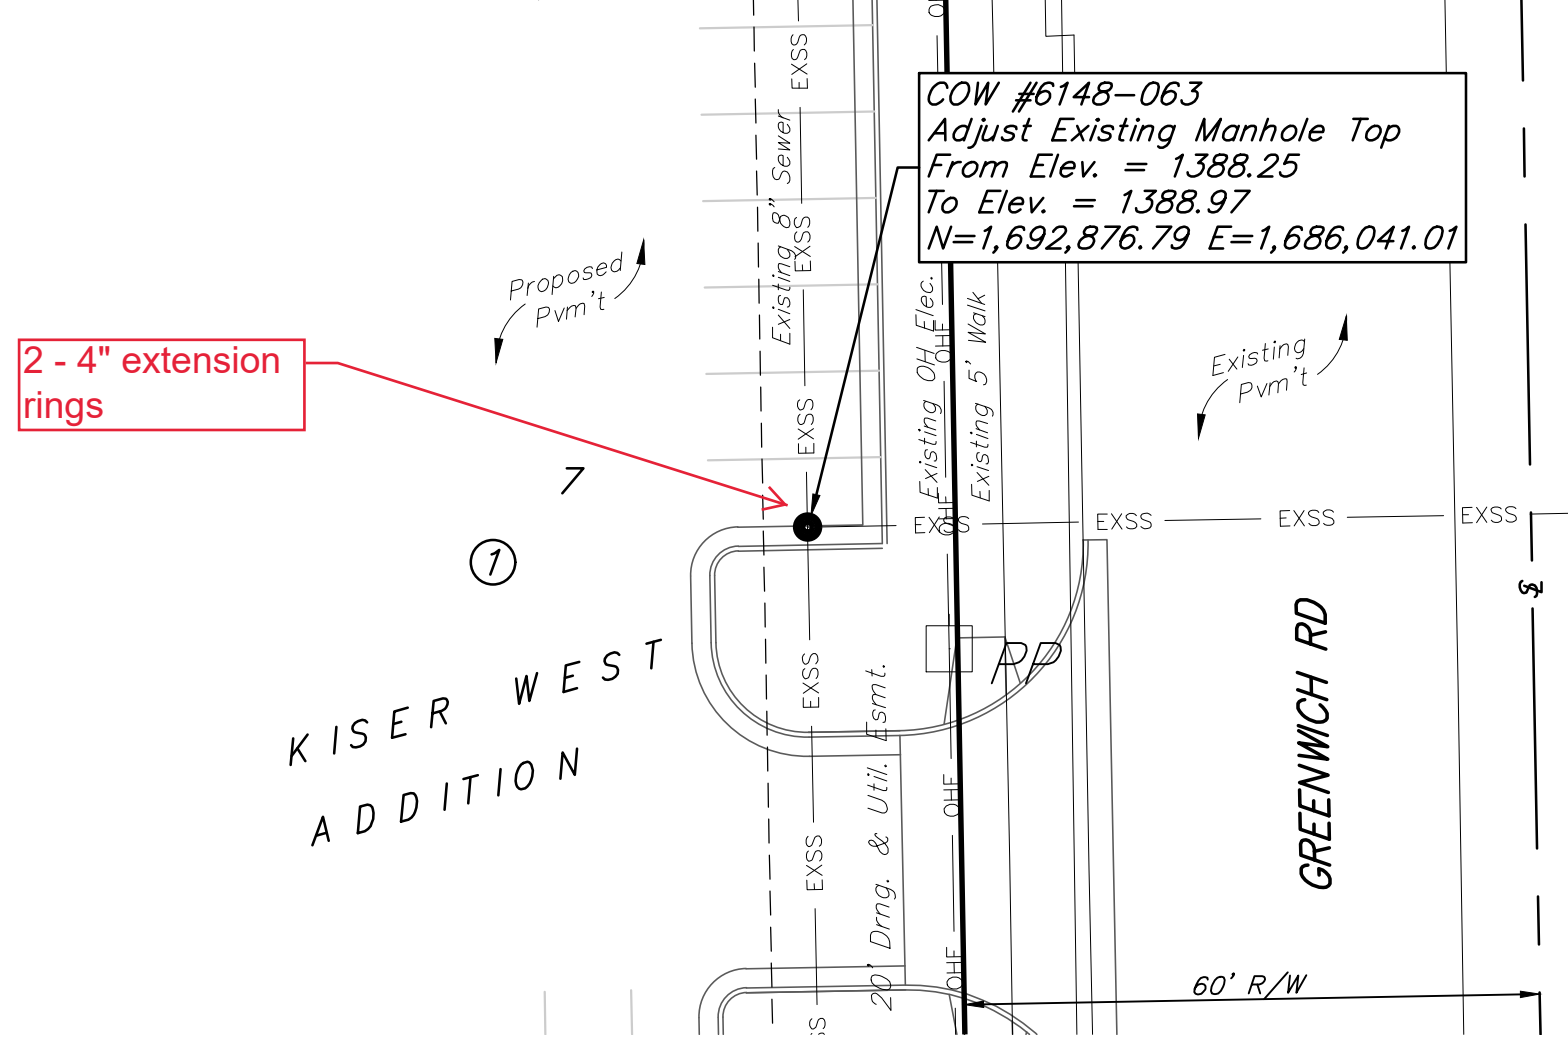 COW #6148-063
Adjust Existing Manhole Top
From Elev. = 1388.25
To Elev. = 1388.97
N=1,692,876.79 E=1,686,041.01
2 - 4" extension
rings
Proposed
Pvm't
Existing
Pvm't
EXSS
Existing 8" Sewer
EXSS
EXSS
Existing OH Elec.
OHE
Existing 5' Walk
OHE
7
1
EXSS
EXSS
EXSS
EXSS
KISER WEST
ADDITION
PP
GREENWICH RD
EXSS
EXSS
20' Drng. & Util. Esmt.
OHE
OHE
60' R/W